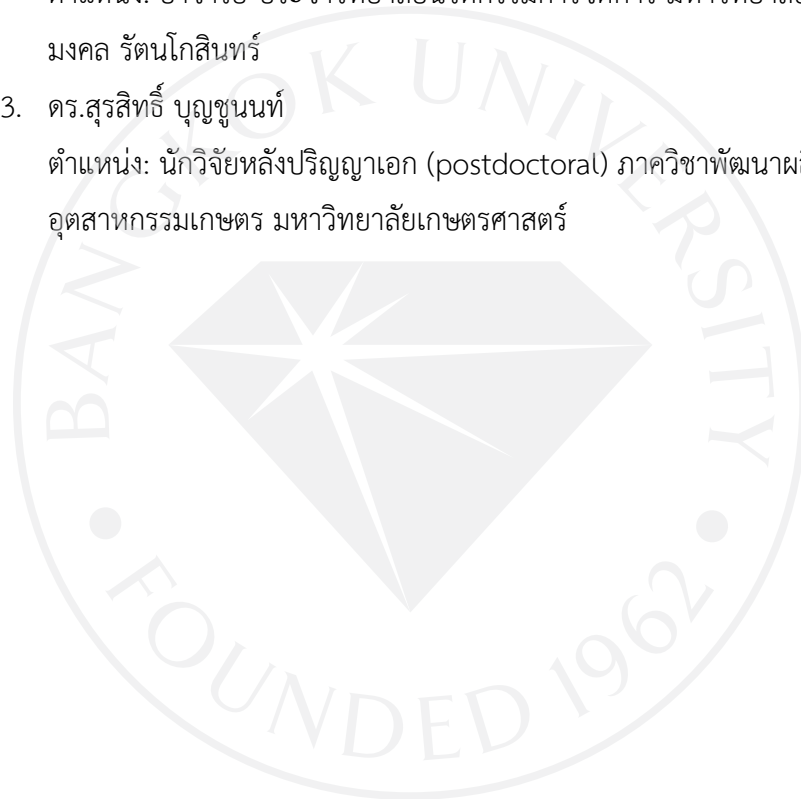 มงคล รัตนโกสินทร์
3. ดร.สุรสิทธิ์ บุญชูนนท์
ตำแหน่ง: นักวิจัยหลังปริญญาเอก (postdoctoral) ภาควิชาพัฒนาผลิ
อุตสาหกรรมเกษตร มหาวิทยาลัยเกษตรศาสตร์
BANGKOK UNIVERSITY
FOUNDED 1962